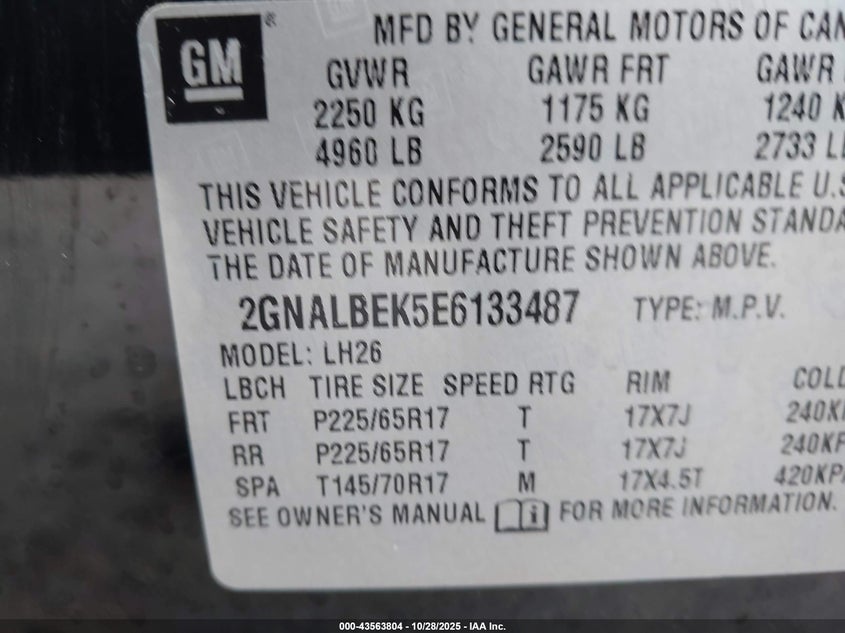 GM ®
MFD BY GENERAL MOTORS OF CAN
GVWR GAWR FRT GAWR
2250 KG 1175 KG 1240 K
4960 LB 2590 LB 2733 LB
THIS VEHICLE CONFORMS TO ALL APPLICABLE U.S
VEHICLE SAFETY AND THEFT PREVENTION STANDA
THE DATE OF MANUFACTURE SHOWN ABOVE.
2GNALBEK5E6133487 TYPE: M.P.V.
MODEL: LH26
LBCH TIRE SIZE SPEED RTG RIM COLD
FRT P225/65R17 T 17X7J 240KP
RR P225/65R17 T 17X7J 240KP
SPA T145/70R17 M 17X4.5T 420KPA
SEE OWNER'S MANUAL i FOR MORE INFORMATION.
000-43563804 - 10/28/2025 - IAA Inc.